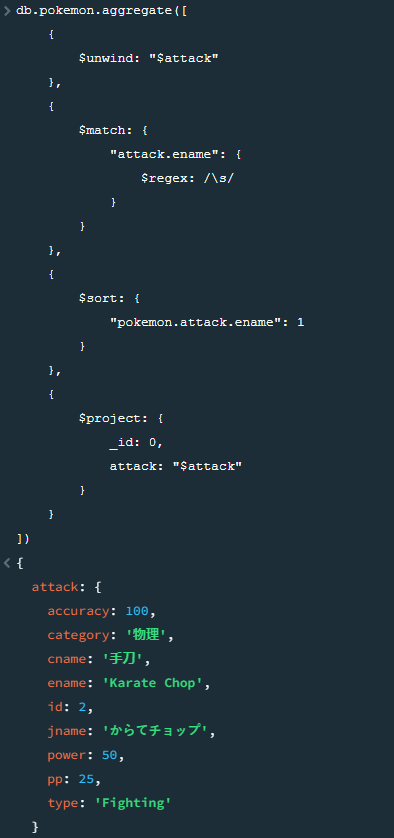 > db.pokemon.aggregate([
    {
        $unwind: "$attack"
    },
    {
        $match: {
            "attack.ename": {
                $regex: /\s/
            }
        }
    },
    {
        $sort: {
            "pokemon.attack.ename": 1
        }
    },
    {
        $project: {
            _id: 0,
            attack: "$attack"
        }
    }
])
< {
  attack: {
    accuracy: 100,
    category: '物理',
    cname: '手刀',
    ename: 'Karate Chop',
    id: 2,
    jname: 'からてチョップ',
    power: 50,
    pp: 25,
    type: 'Fighting'
  }